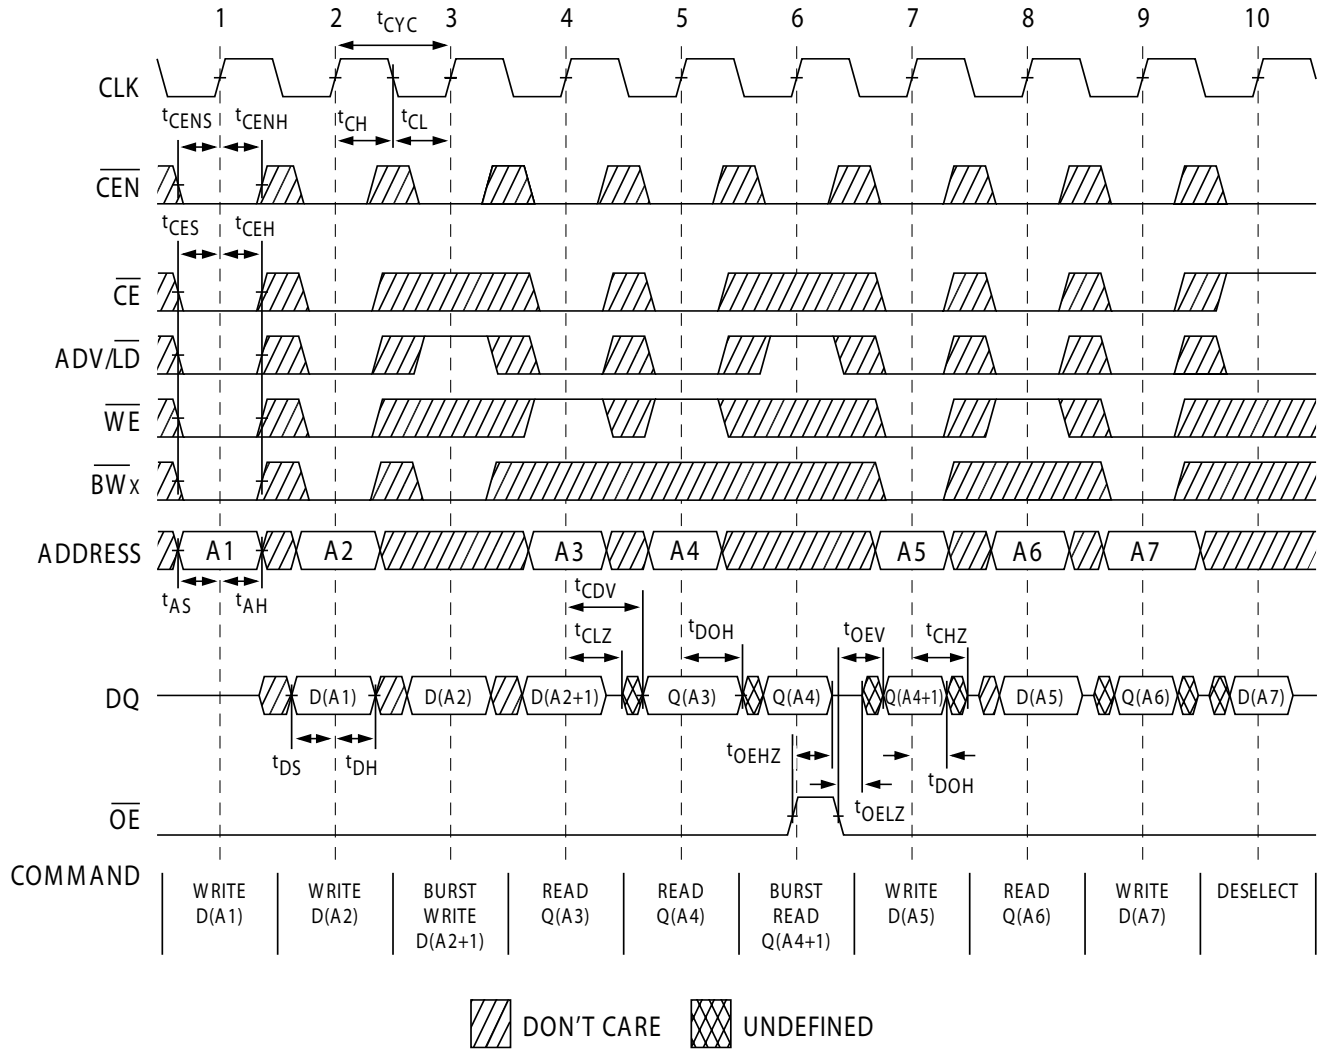 1 2 3 4 5 6 7 8 9 10
tCYC
CLK
tCENS tCENH tCH tCL
CEN
tCES tCEH
CE
ADV/LD
WE
BWx
ADDRESS A1 A2 A3 A4 A5 A6 A7
tAS tAH tCDV
tCLZ tDOH tOEV tCHZ
DQ D(A1) D(A2) D(A2+1) Q(A3) Q(A4) Q(A4+1) D(A5) Q(A6) D(A7)
tDS tDH tOEHZ tDOH
tOELZ
OE
COMMAND
WRITE
D(A1)
WRITE
D(A2)
BURST
WRITE
D(A2+1)
READ
Q(A3)
READ
Q(A4)
BURST
READ
Q(A4+1)
WRITE
D(A5)
READ
Q(A6)
WRITE
D(A7)
DESELECT
DON'T CARE UNDEFINED